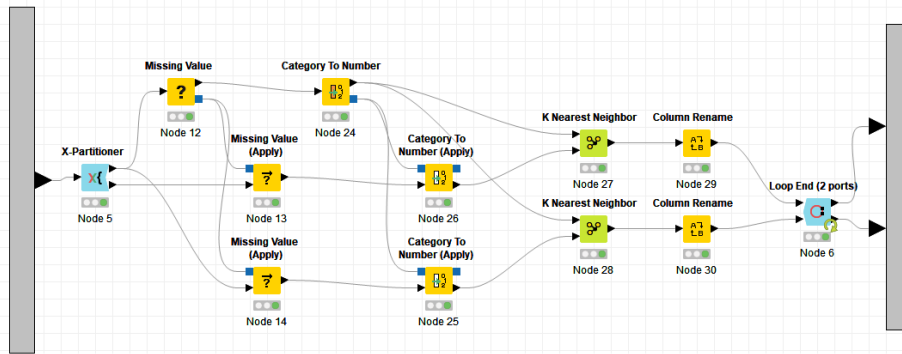 Missing Value
Category To Number
Node 12
Node 24
X-Partitioner
Node 5
Missing Value
(Apply)
Node 13
Category To
Number (Apply)
Node 26
K Nearest Neighbor
Node 27
Column Rename
Node 29
Loop End (2 ports)
Node 6
Missing Value
(Apply)
Node 14
Category To
Number (Apply)
Node 25
K Nearest Neighbor
Node 28
Column Rename
Node 30